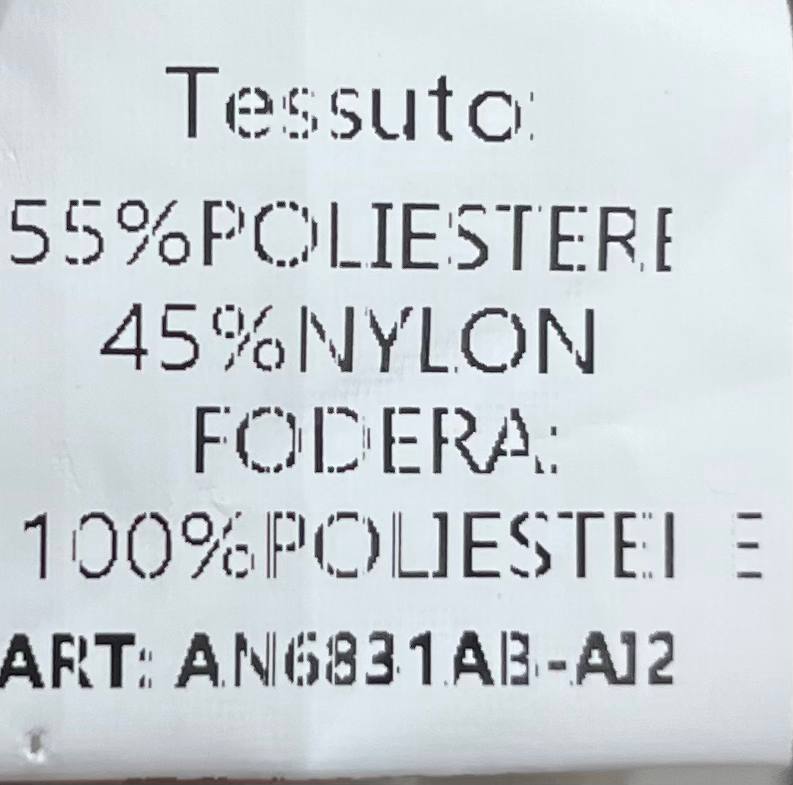 Tessuto:
55%POLIESTERE
45%NYLON
FODERA:
100%POLIESTERE
ART: AN6831AB-A12